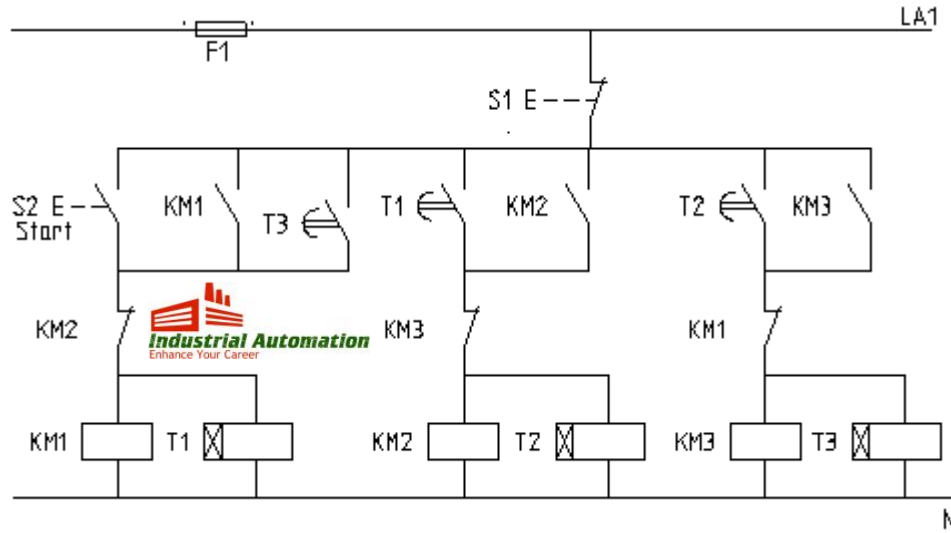 LA1
F1
S1 E
S2 E
Start
KM1
T3
T1
KM2
T2
KM3
KM2
Industrial Automation
Enhance Your Career
KM3
KM1
KM1
T1
KM2
T2
KM3
T3